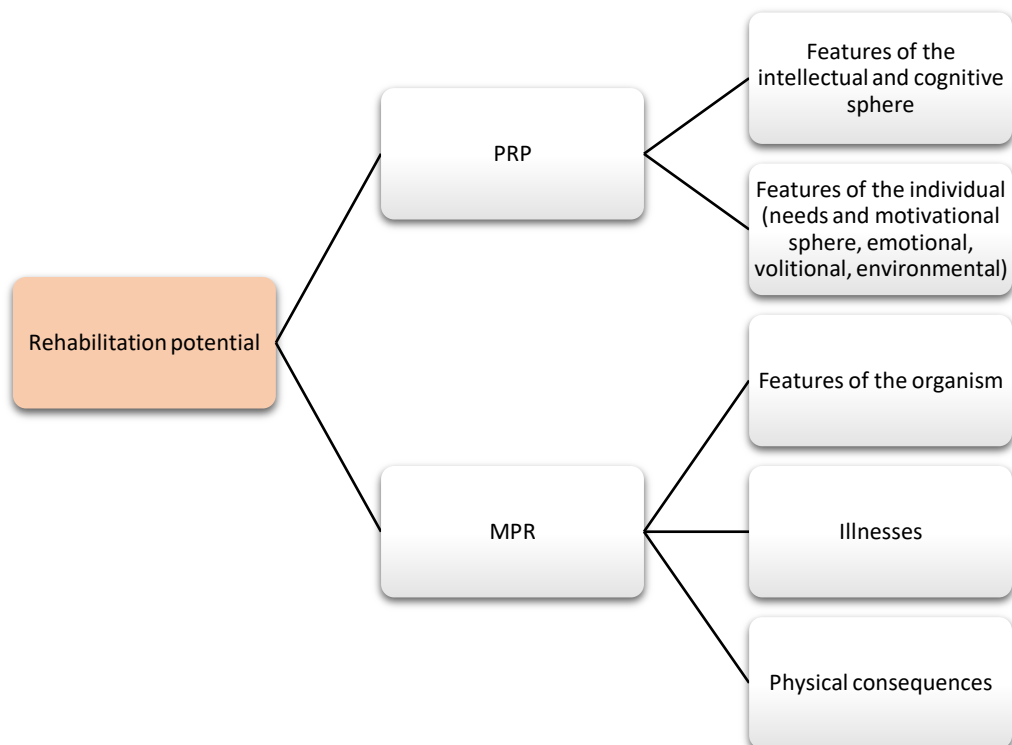 Rehabilitation potential
PRP
Features of the
intellectual and cognitive
sphere
Features of the individual
(needs and motivational
sphere, emotional,
volitional, environmental)
MPR
Features of the organism
Illnesses
Physical consequences